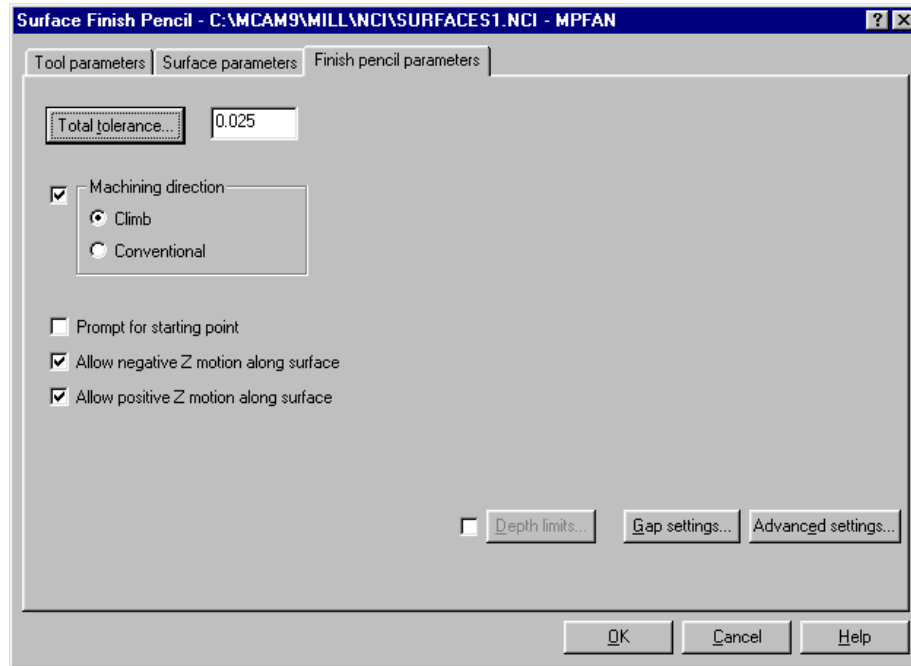 Surface Finish Pencil - C:\MCAM9\MILL\NCI\SURFACES1.NCI - MPFAN
Tool parameters Surface parameters Finish pencil parameters
Total tolerance... 0.025
Machining direction
Climb
Conventional
Prompt for starting point
Allow negative Z motion along surface
Allow positive Z motion along surface
Depth limits... Gap settings... Advanced settings...
OK Cancel Help